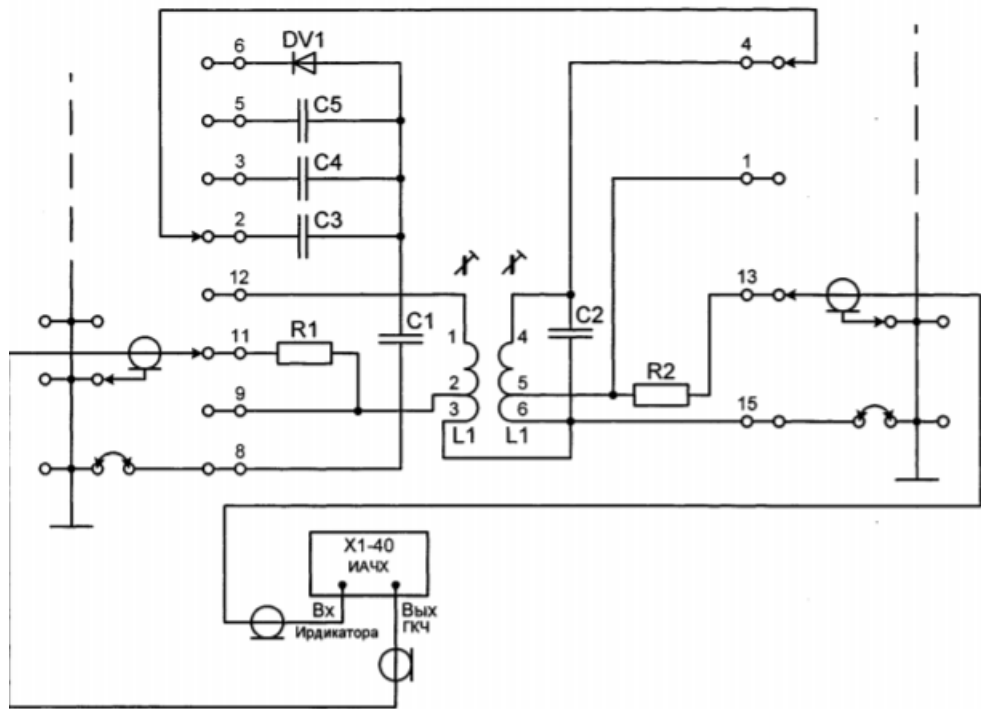 6 DV1 4
5 C5
3 C4 1
2 C3
12 13
C1 C2
11 R1 1 4
R2
9 2 5 15
3 6
L1 L1
8
X1-40
ИАЧХ
Вх Вых
Ирдикатора ГКЧ